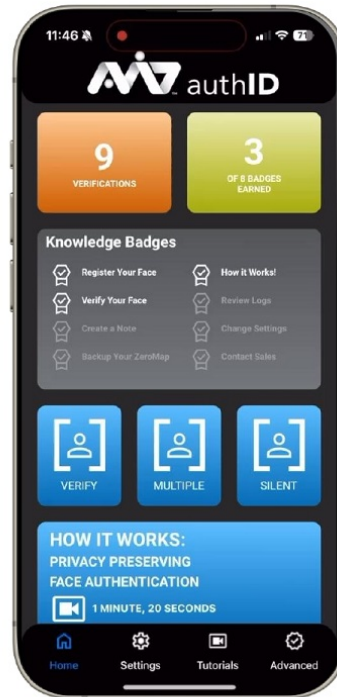 11:46
71
authID
9
VERIFICATIONS
3
OF 8 BADGES
EARNED
Knowledge Badges
Register Your Face
How it Works!
Verify Your Face
Review Logs
Create a Note
Change Settings
Backup Your ZeroMap
Contact Sales
VERIFY
MULTIPLE
SILENT
HOW IT WORKS:
PRIVACY PRESERVING
FACE AUTHENTICATION
1 MINUTE, 20 SECONDS
Home
Settings
Tutorials
Advanced